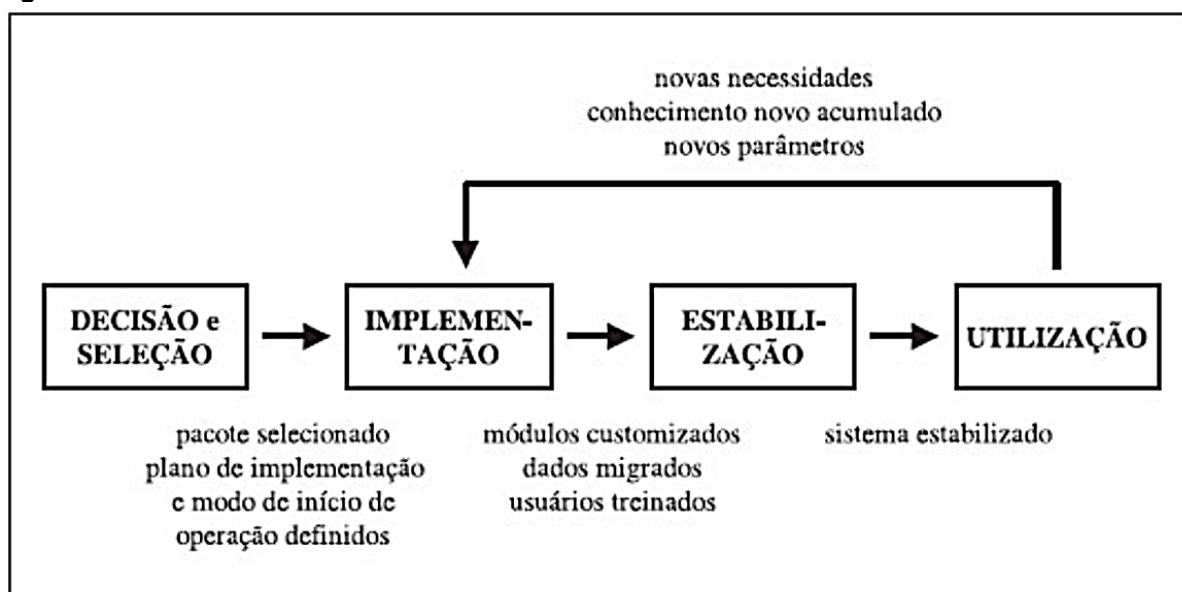 novas necessidades
conhecimento novo acumulado
novos parâmetros
DECISÃO e
SELEÇÃO
IMPLEMEN-
TAÇÃO
ESTABILI-
ZAÇÃO
UTILIZAÇÃO
pacote selecionado
plano de implementação
e modo de início de
operação definidos
módulos customizados
dados migrados
usuários treinados
sistema estabilizado